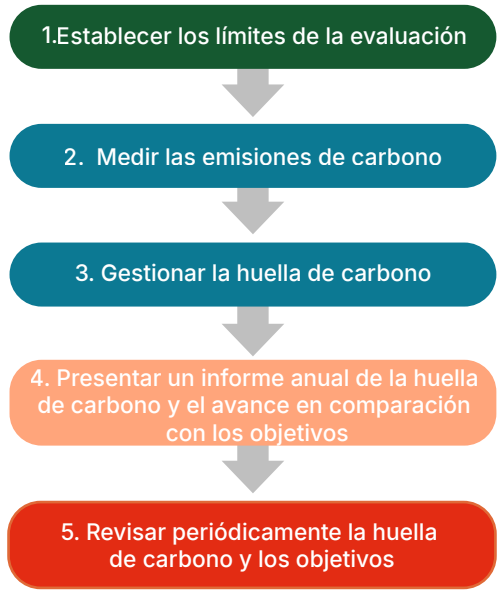 1.Establecer los límites de la evaluación
2. Medir las emisiones de carbono
3. Gestionar la huella de carbono
4. Presentar un informe anual de la huella
de carbono y el avance en comparación
con los objetivos
5. Revisar periódicamente la huella
de carbono y los objetivos